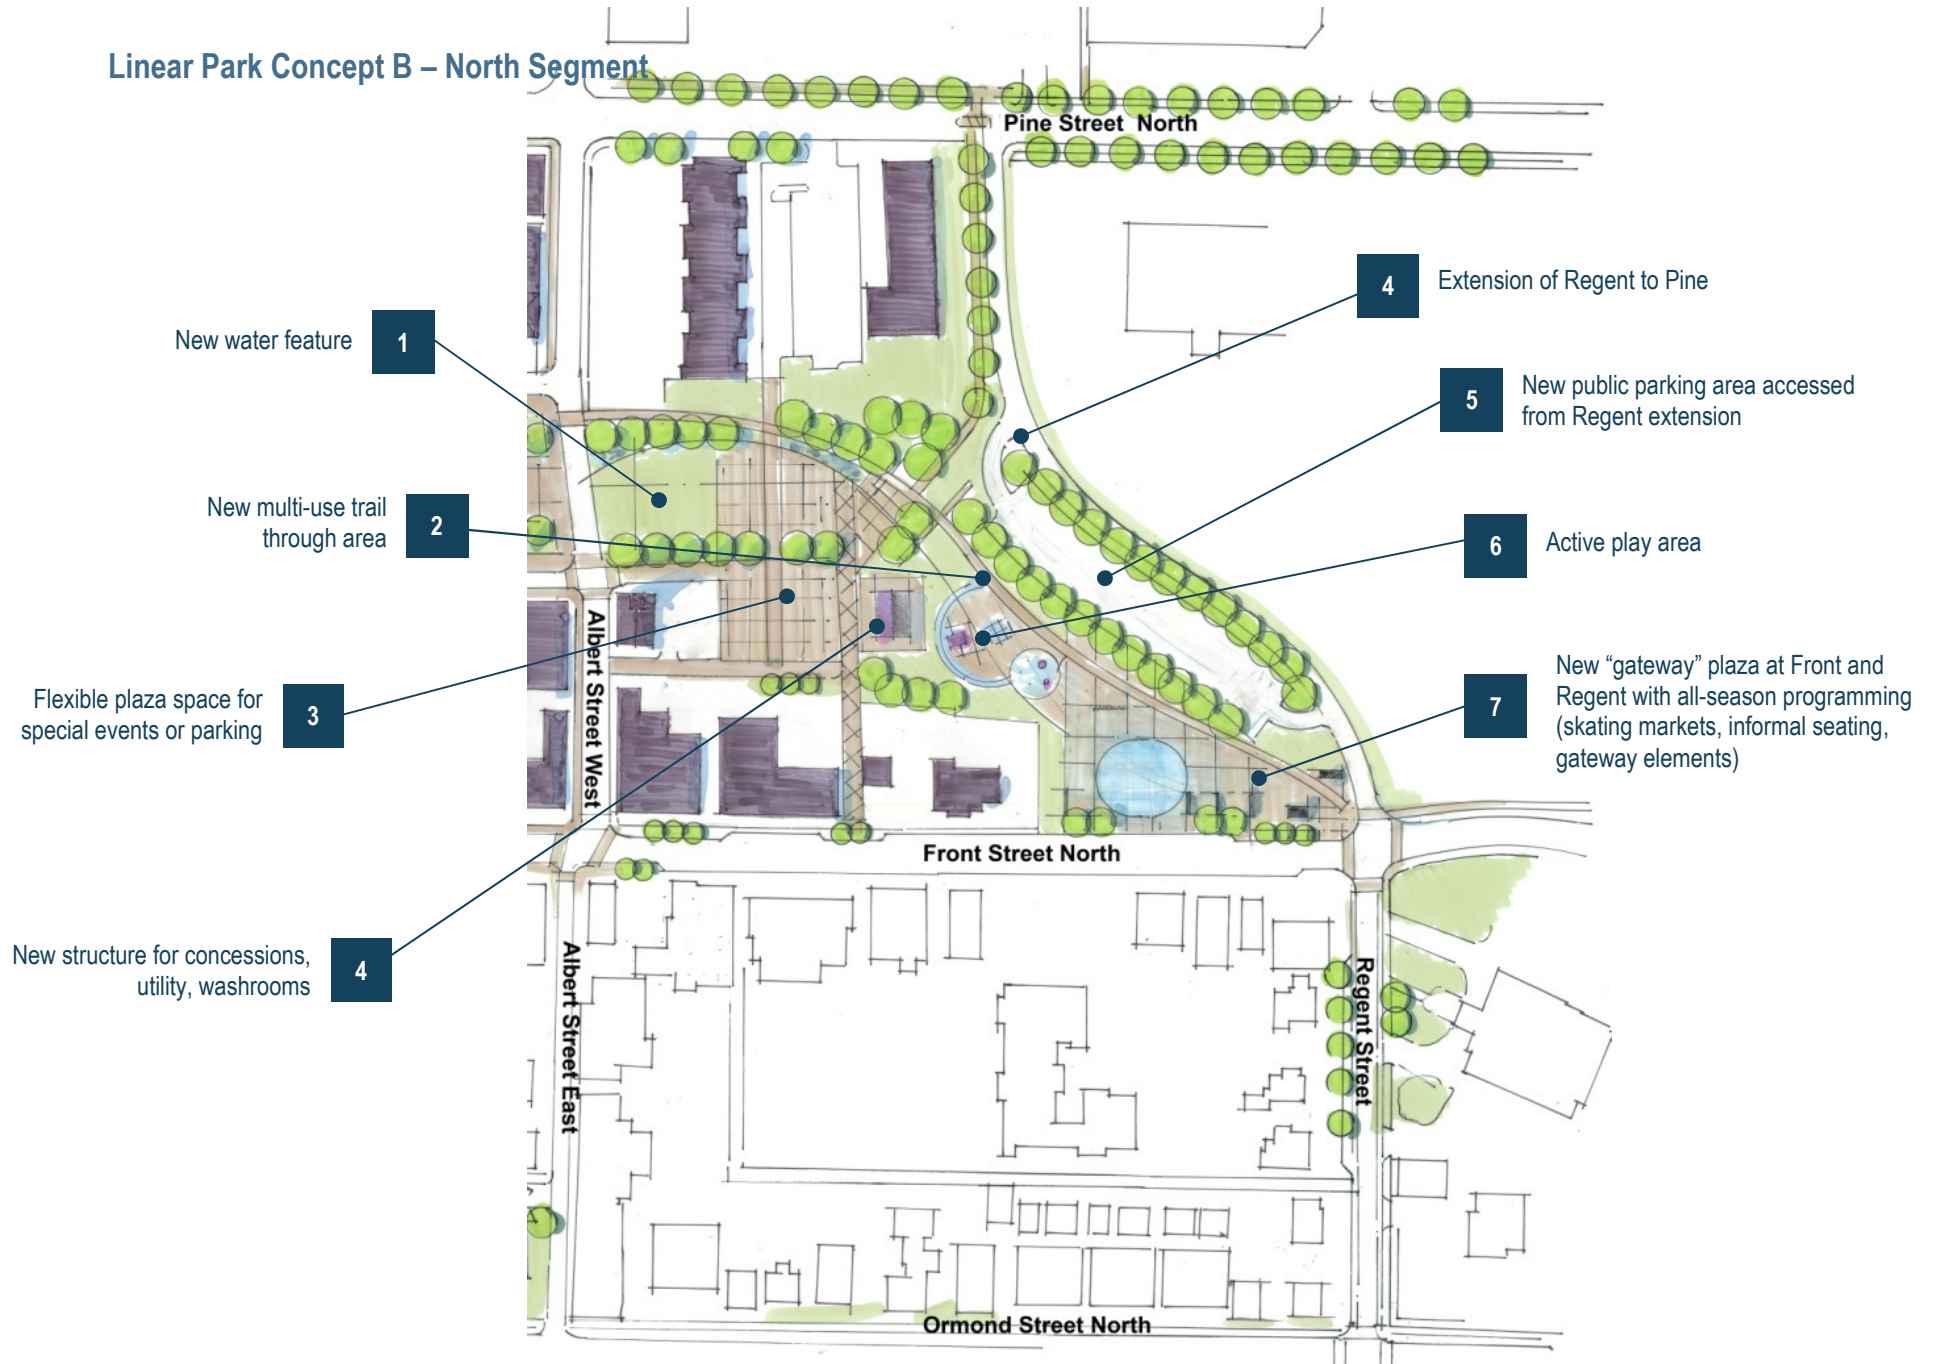 Linear Park Concept B – North Segment
Pine Street  North
4
Extension of Regent to Pine
New water feature
1
5
New public parking area accessed
from Regent extension
New multi-use trail
through area
2
6
Active play area
Albert Street West
Flexible plaza space for
special events or parking
3
7
New “gateway” plaza at Front and
Regent with all-season programming
(skating markets, informal seating,
gateway elements)
Front Street North
New structure for concessions,
utility, washrooms
4
Albert Street East
Regent Street
Ormond Street North